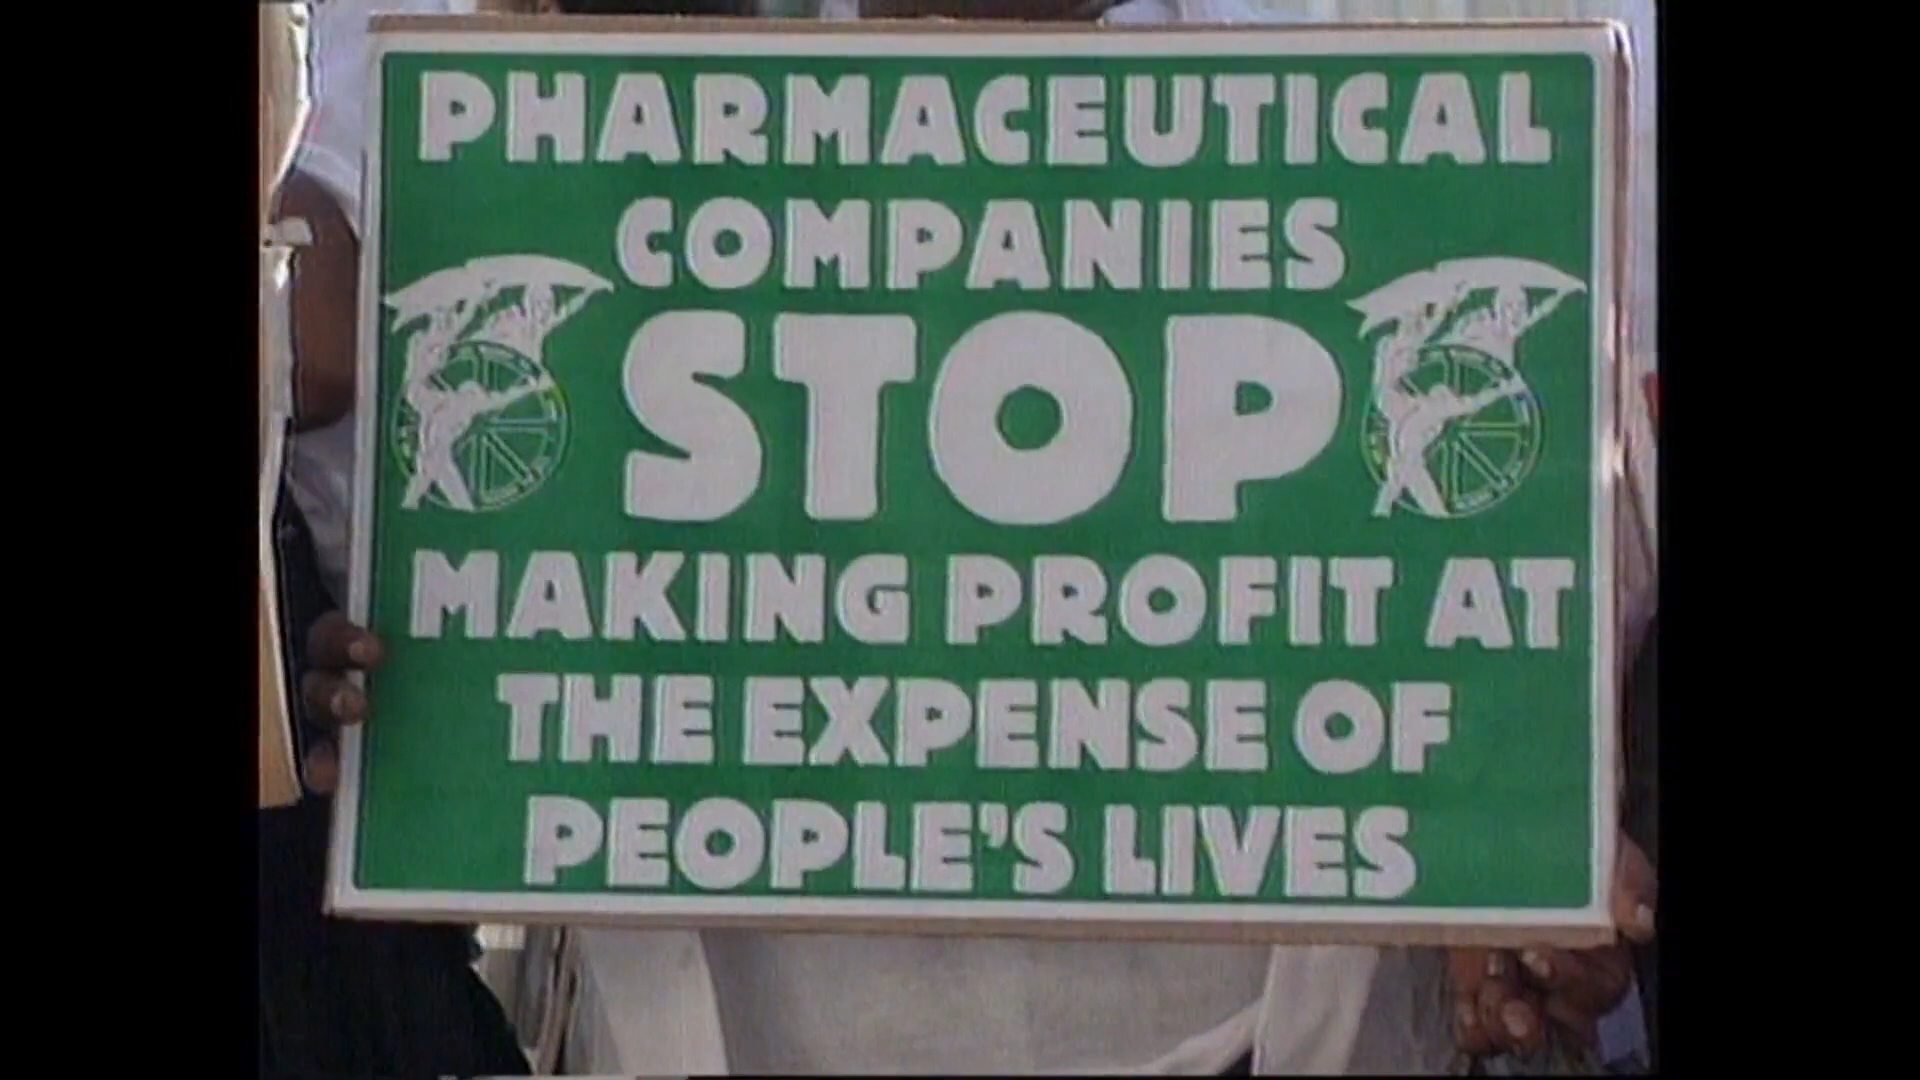 PHARMACEUTICAL
COMPANIES
STOP
MAKING PROFIT AT
THE EXPENSE OF
PEOPLE'S LIVES